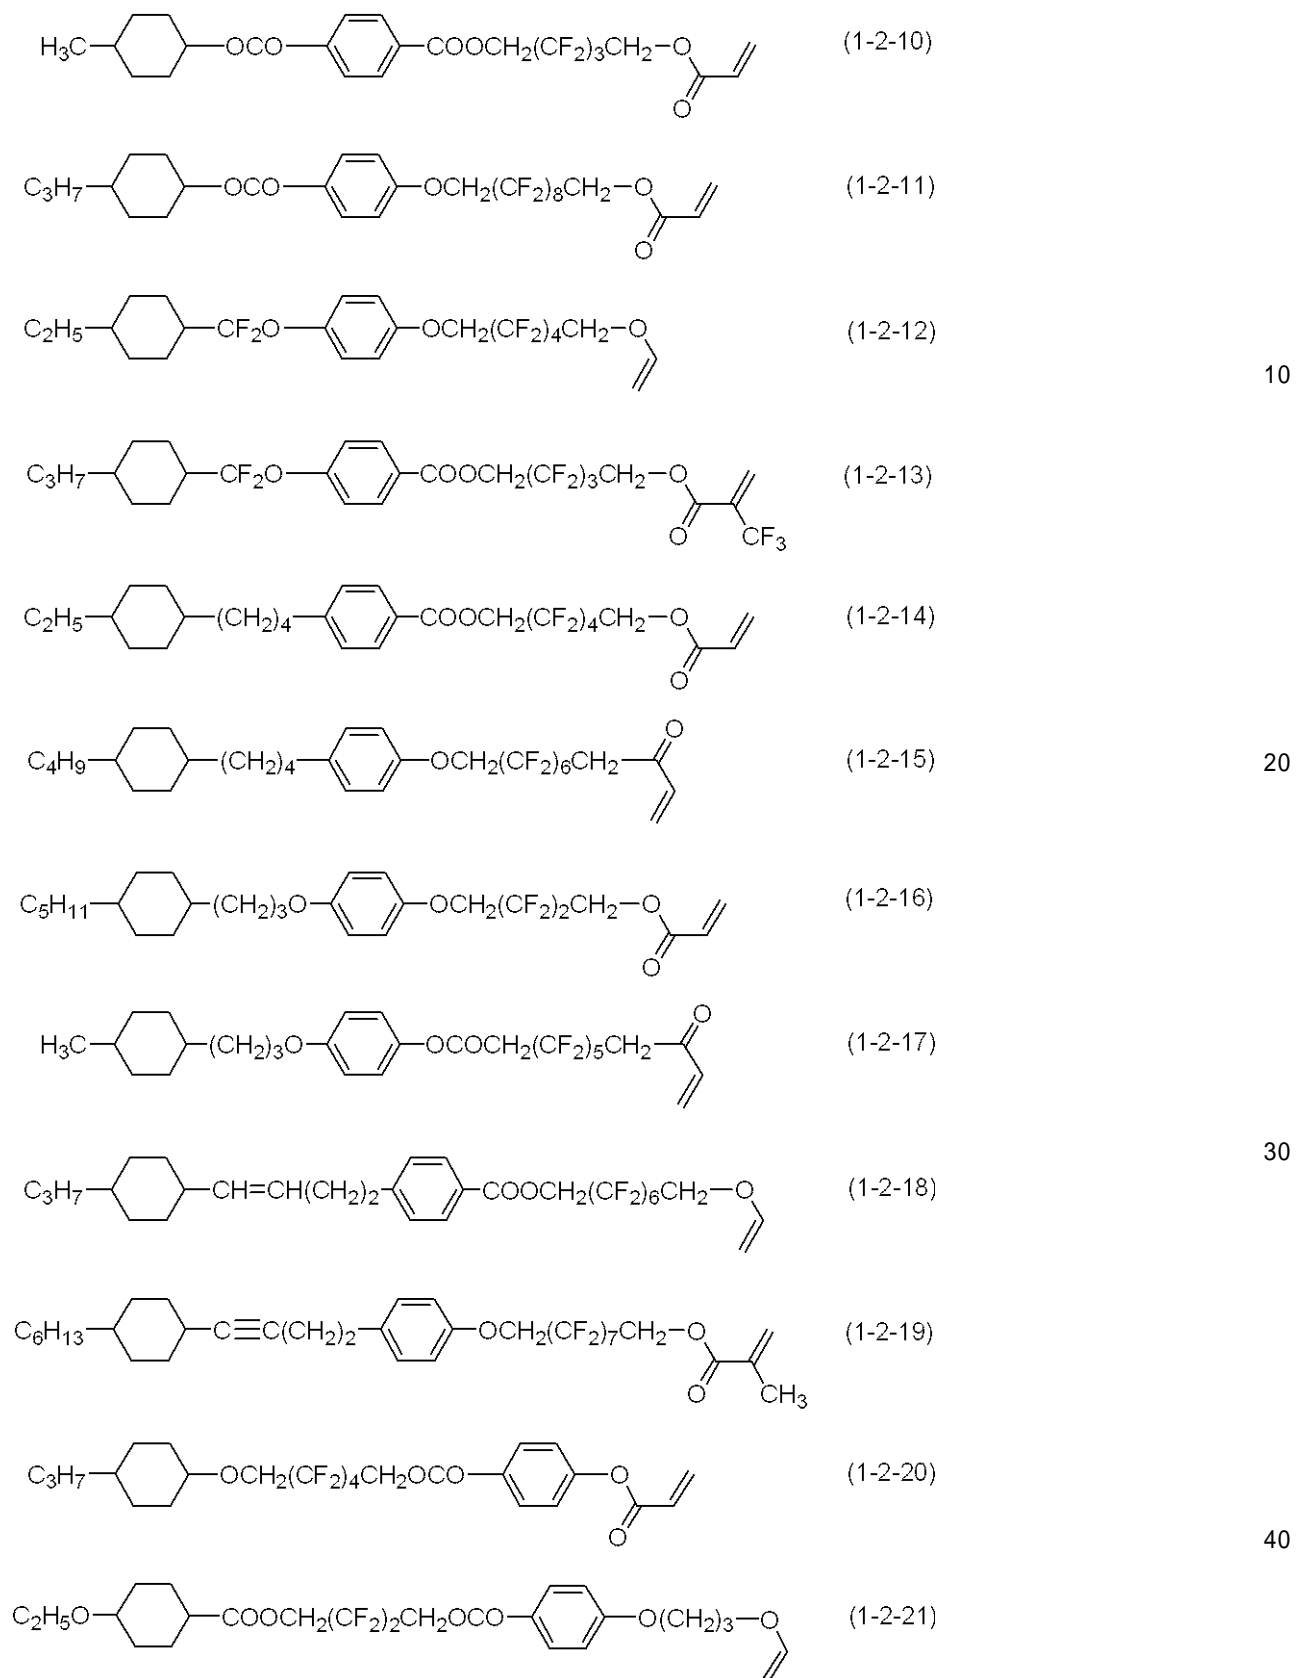 H3C OCO COOCH2(CF2)3CH2 O O (1-2-10)
C3H7 OCO OCH2(CF2)8CH2 O O (1-2-11)
C2H5 CF2O OCH2(CF2)4CH2 O (1-2-12)
10
C3H7 CF2O COOCH2(CF2)3CH2 O O CF3 (1-2-13)
C2H5 (CH2)4 COOCH2(CF2)4CH2 O O (1-2-14)
C4H9 (CH2)4 OCH2(CF2)6CH2 O (1-2-15) 20
C5H11 (CH2)3O OCH2(CF2)2CH2 O O (1-2-16)
H3C (CH2)3O OCOCH2(CF2)5CH2 O (1-2-17)
30
C3H7 CH=CH(CH2)2 COOCH2(CF2)6CH2 O (1-2-18)
C6H13 C≡C(CH2)2 OCH2(CF2)7CH2 O O CH3 (1-2-19)
C3H7 OCH2(CF2)4CH2OCO O O (1-2-20)
40
C2H5O COOCH2(CF2)2CH2OCO O(CH2)3 O (1-2-21)